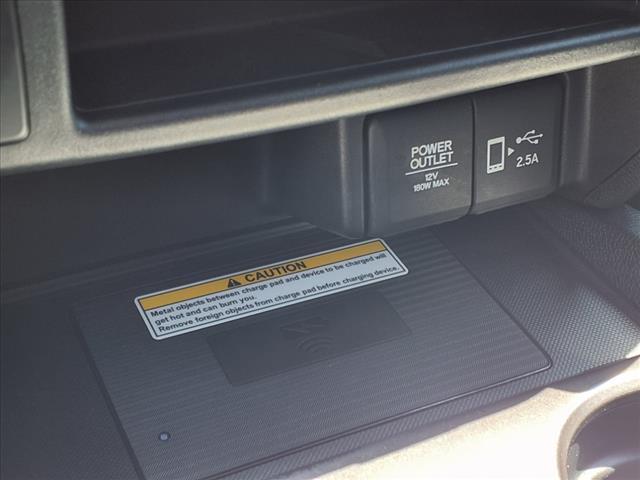 POWER
OUTLET
12V
180W MAX
2.5A
CAUTION
Metal objects between charge pad and device to be charged will
get hot and can burn you.
Remove foreign objects from charge pad before charging device.